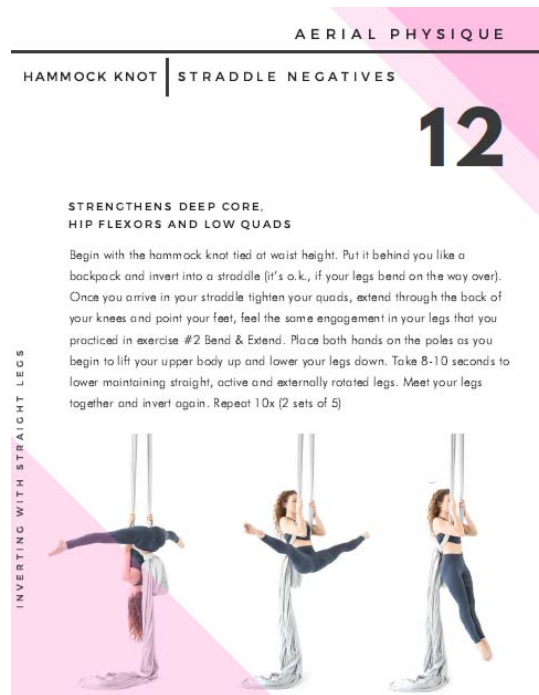 AERIAL PHYSIQUE
HAMMOCK KNOT | STRADDLE NEGATIVES
12
STRENGTHENS DEEP CORE,
HIP FLEXORS AND LOW QUADS
Begin with the hammock knot tied at waist height. Put it behind you like a
backpack and invert into a straddle (it's o.k., if your legs bend on the way over).
Once you arrive in your straddle tighten your quads, extend through the back of
your knees and point your feet, feel the same engagement in your legs that you
practiced in exercise #2 Bend & Extend. Place both hands on the poles as you
begin to lift your upper body up and lower your legs down. Take 8-10 seconds to
lower maintaining straight, active and externally rotated legs. Meet your legs
together and invert again. Repeat 10x (2 sets of 5)
INVERTING WITH STRAIGHT LEGS